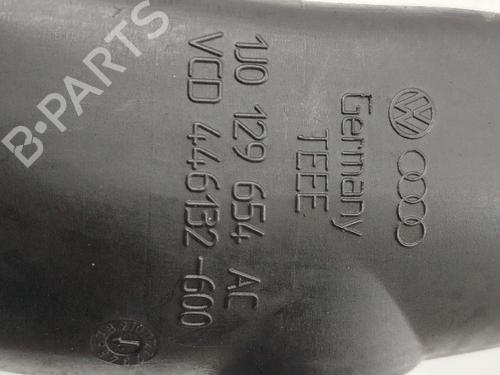 Germany
TEEE
1J0 129 654 AC
VCD 446132-600
B-PARTS